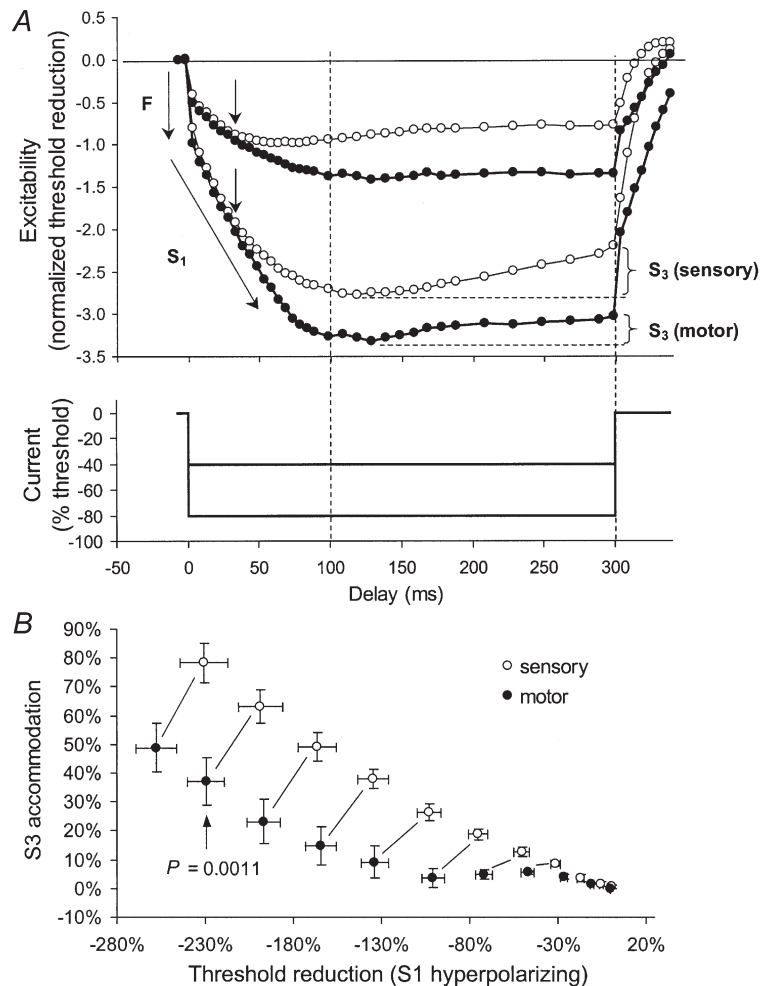 A
Excitability
(normalized threshold reduction)
0.0
-0.5
-1.0
-1.5
-2.0
-2.5
-3.0
-3.5
F
S1
S3 (sensory)
S3 (motor)
Current
(% threshold)
0
-20
-40
-60
-80
-100
-50 0 50 100 150 200 250 300
Delay (ms)
B
S3 accommodation
90%
80%
70%
60%
50%
40%
30%
20%
10%
0%
-10%
sensory
motor
P = 0.0011
-280% -230% -180% -130% -80% -30% 20%
Threshold reduction (S1 hyperpolarizing)